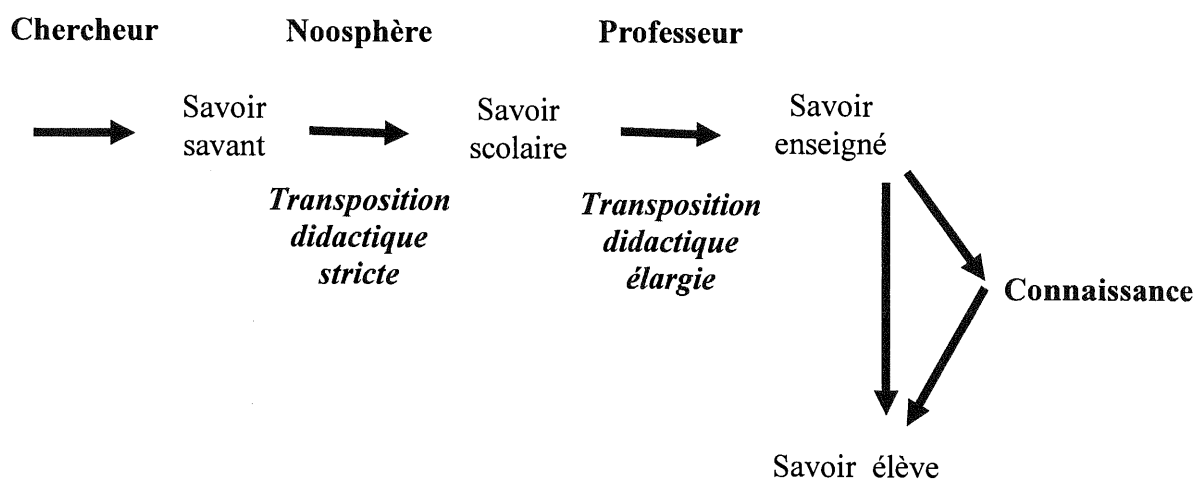 Chercheur
Noosphère
Professeur
Savoir
savant
Savoir
scolaire
Savoir
enseigné
Transposition
didactique
stricte
Transposition
didactique
élargie
Connaissance
Savoir élève